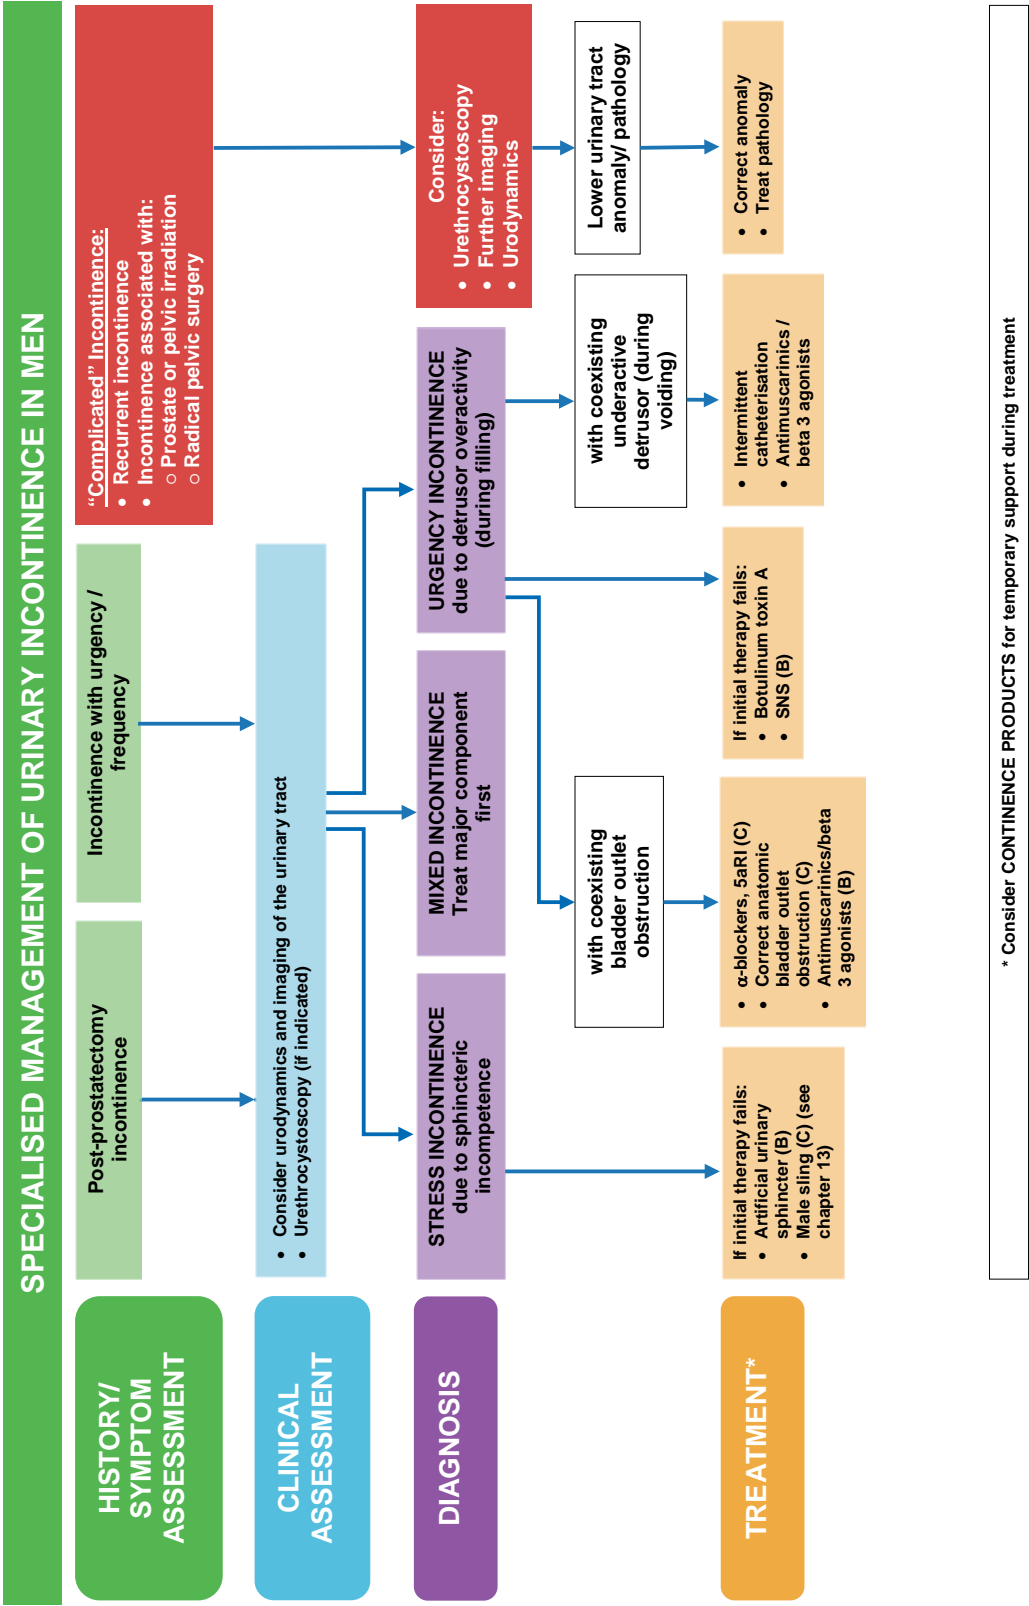 SPECIALISED MANAGEMENT OF URINARY INCONTINENCE IN MEN
HISTORY/
SYMPTOM
ASSESSMENT
Post-prostatectomy
incontinence
Incontinence with urgency /
frequency
“Complicated” Incontinence:
• Recurrent incontinence
• Incontinence associated with:
○ Prostate or pelvic irradiation
○ Radical pelvic surgery
CLINICAL
ASSESSMENT
• Consider urodynamics and imaging of the urinary tract
• Urethrocystoscopy (if indicated)
DIAGNOSIS
STRESS INCONTINENCE
due to sphincteric
incompetence
MIXED INCONTINENCE
Treat major component
first
URGENCY INCONTINENCE
due to detrusor overactivity
(during filling)
Consider:
• Urethrocystoscopy
• Further imaging
• Urodynamics
with coexisting
bladder outlet
obstruction
with coexisting
underactive
detrusor (during
voiding)
Lower urinary tract
anomaly/ pathology
TREATMENT*
If initial therapy fails:
• Artificial urinary
sphincter (B)
• Male sling (C) (see
chapter 13)
• α-blockers, 5aRI (C)
• Correct anatomic
bladder outlet
obstruction (C)
• Antimuscarinics/beta
3 agonists (B)
If initial therapy fails:
• Botulinum toxin A
• SNS (B)
• Intermittent
catheterisation
• Antimuscarinics /
beta 3 agonists
• Correct anomaly
• Treat pathology
* Consider CONTINENCE PRODUCTS for temporary support during treatment